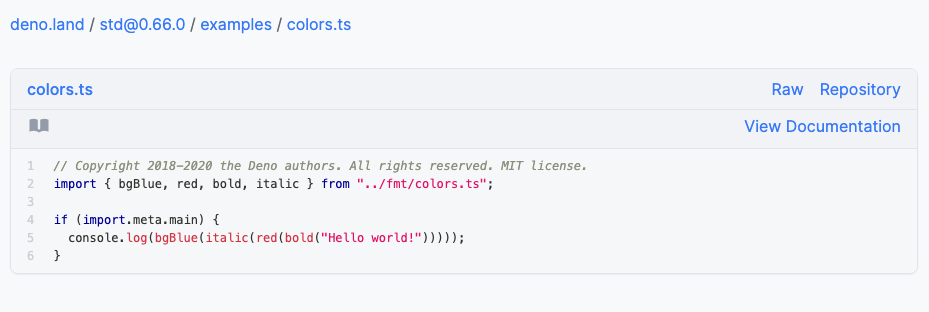 deno.land / std@0.66.0 / examples / colors.ts
colors.ts Raw Repository
View Documentation
1 // Copyright 2018-2020 the Deno authors. All rights reserved. MIT license.
2 import { bgBlue, red, bold, italic } from "../fmt/colors.ts";
3
4 if (import.meta.main) {
5   console.log(bgBlue(italic(red(bold("Hello world!")))));
6 }